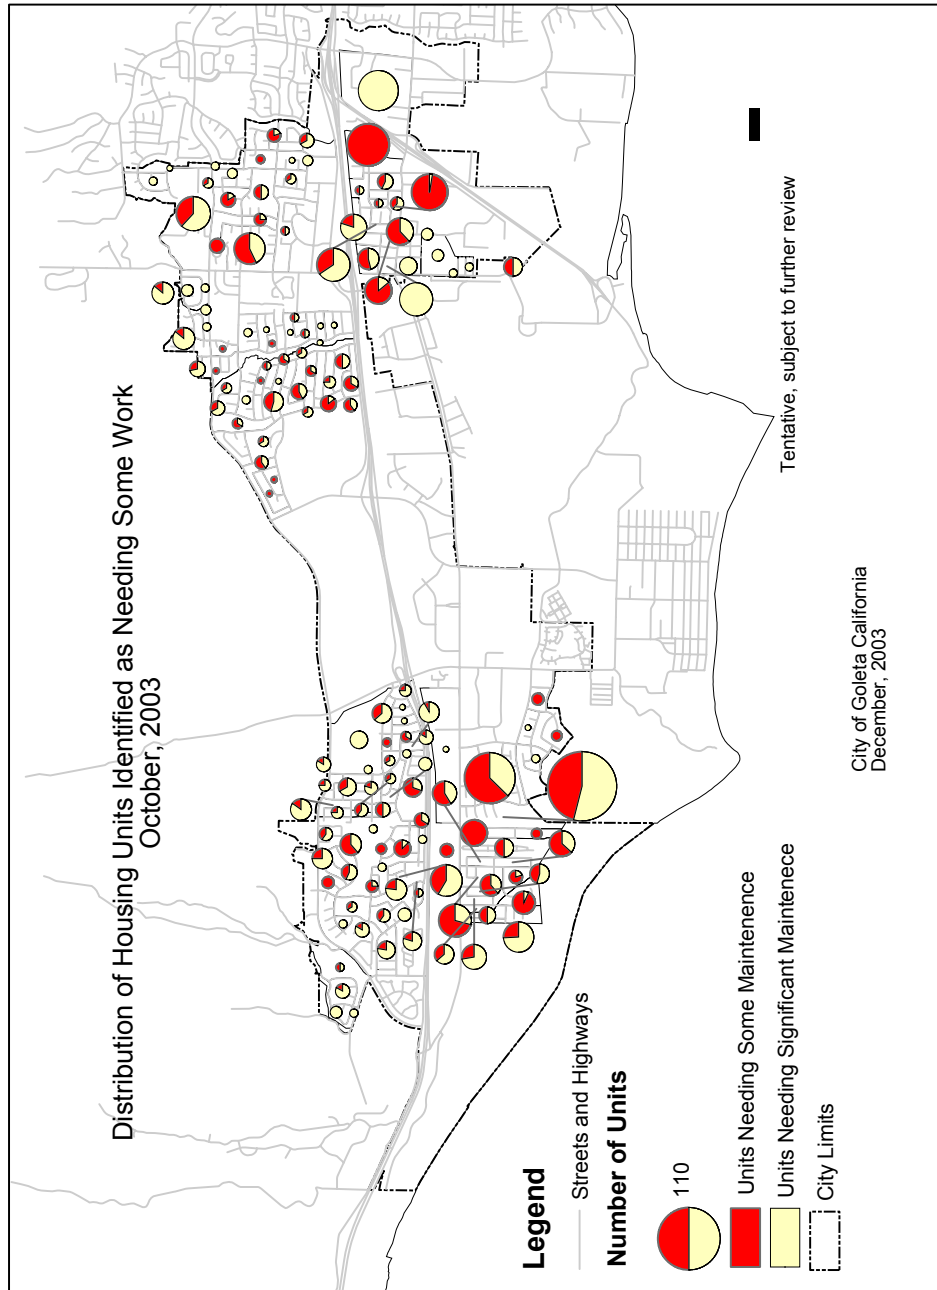 Distribution of Housing Units Identified as Needing Some Work
October, 2003
Legend
Streets and Highways
Number of Units
110
Units Needing Some Maintenence
Units Needing Significant Maintenece
City Limits
Tentative, subject to further review
City of Goleta California
December, 2003